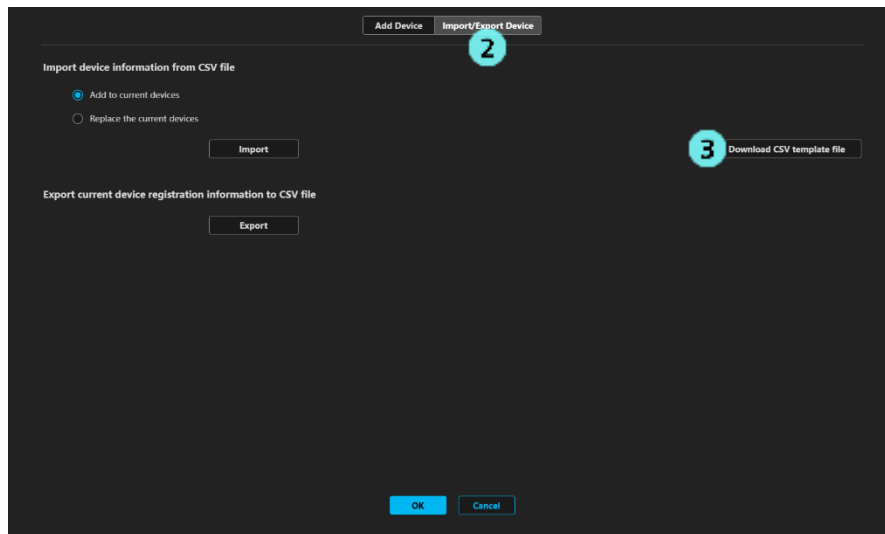 Add Device Import/Export Device
2
Import device information from CSV file
Add to current devices
Replace the current devices
Import 3 Download CSV template file
Export current device registration information to CSV file
Export
OK Cancel